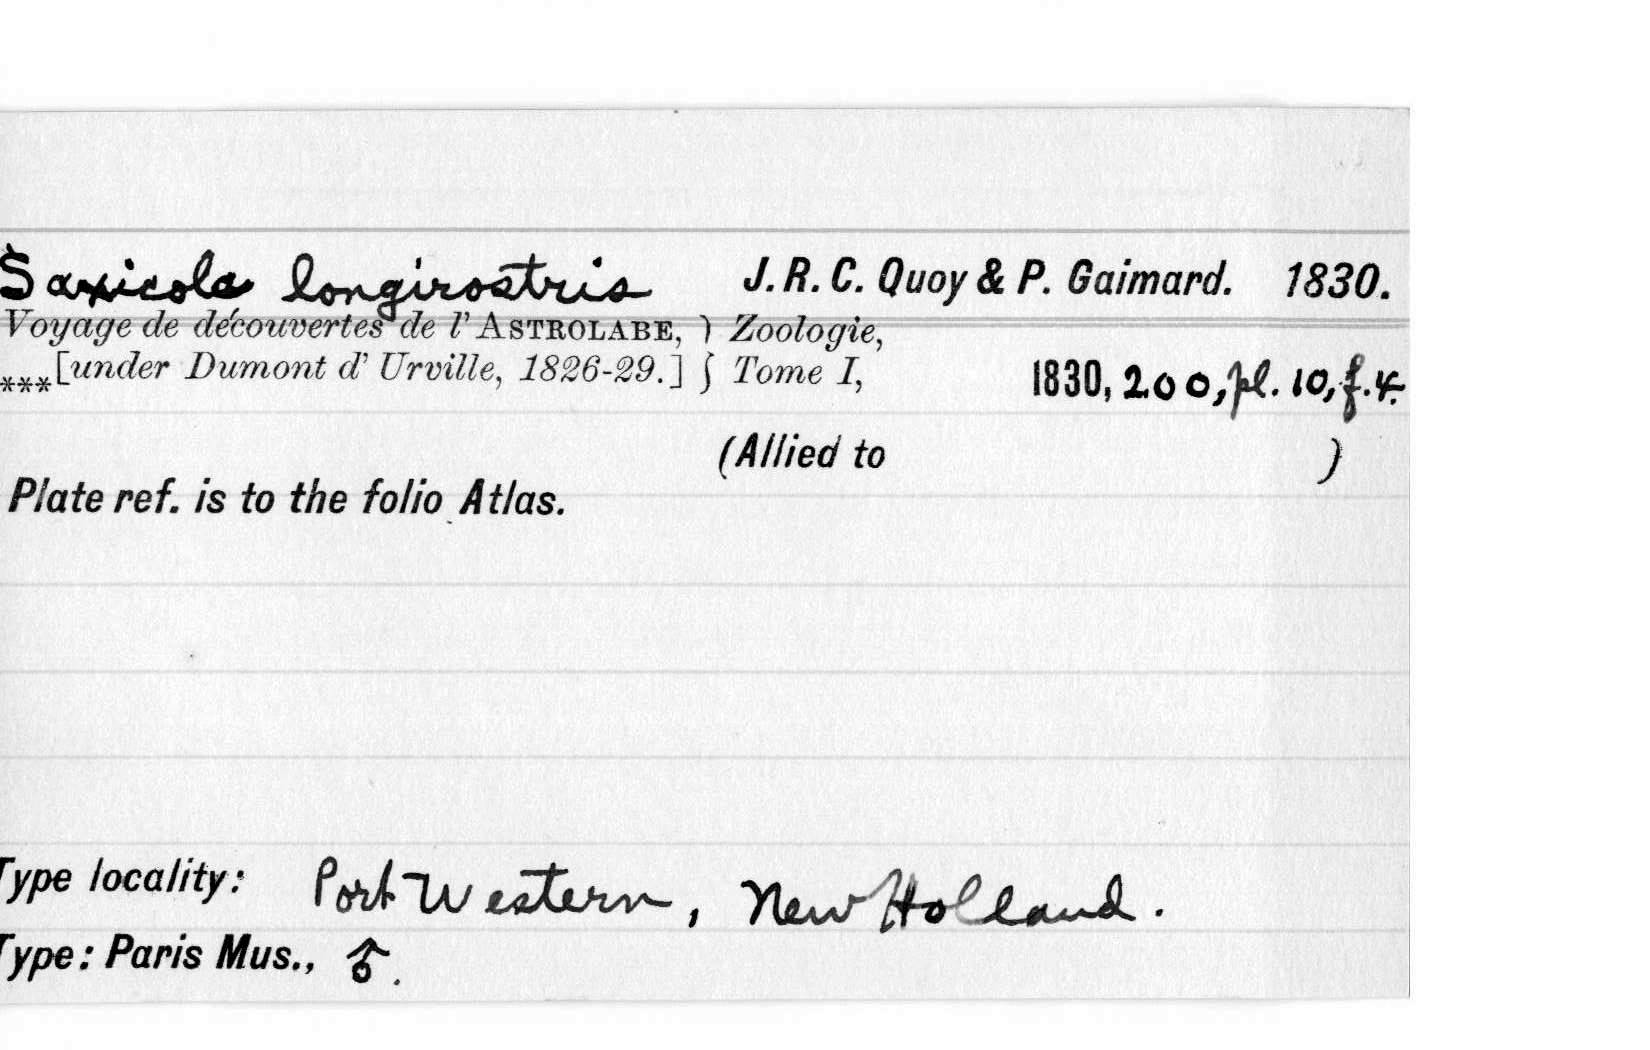 Saxicola longirostris J. R. C. Quoy & P. Gaimard. 1830.
Voyage de découvertes de l' ASTROLABE, } Zoologie,
***[under Dumont d' Urville, 1826-29.] } Tome I, 1830, 200, pl. 10, f. 4.
(Allied to )
Plate ref. is to the folio Atlas.
Type locality: Port Western, New Holland.
Type: Paris Mus., ♂.